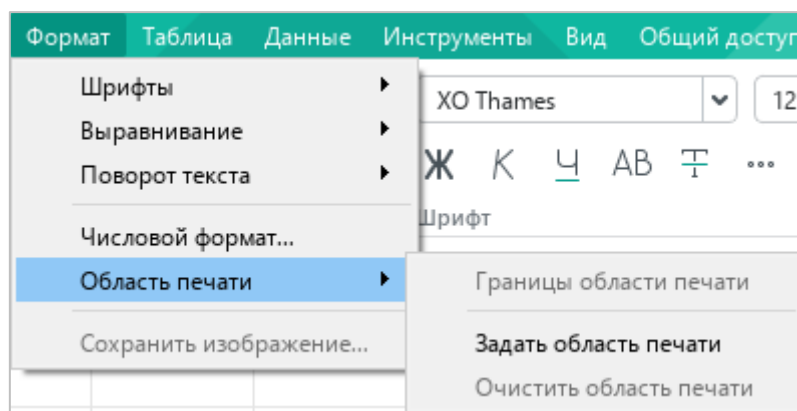 Формат Таблица Данные Инструменты Вид Общий доступ
Шрифты
XO Thames 12
Выравнивание
Ж К Ч АВ Т ...
Поворот текста
Шрифт
Числовой формат...
Область печати
Границы области печати
Сохранить изображение...
Задать область печати
Очистить область печати